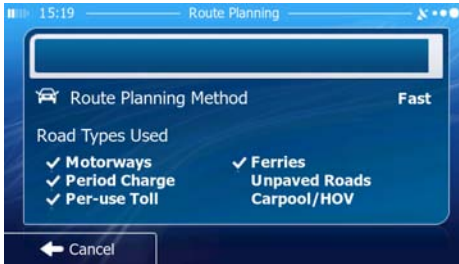 15:19 Route Planning
Route Planning Method Fast
Road Types Used
Motorways Ferries
Period Charge Unpaved Roads
Per-use Toll Carpool/HOV
Cancel